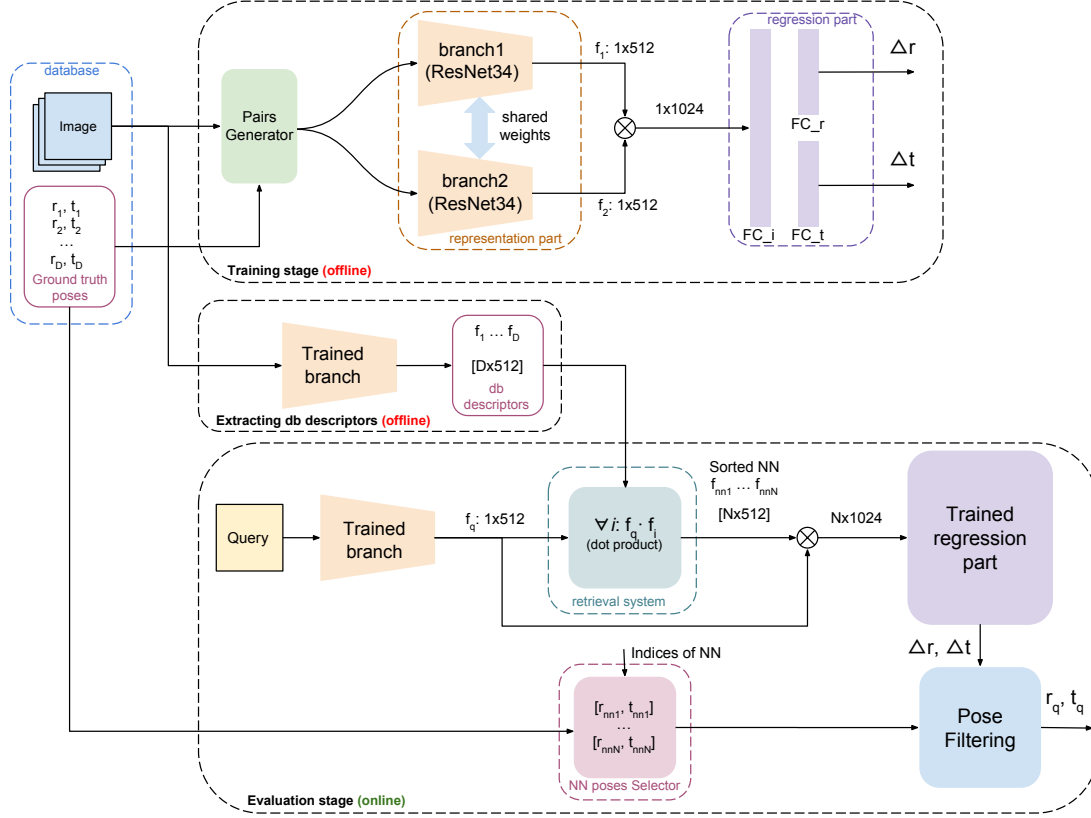 database
Image
r1, t1
r2, t2
...
rD, tD
Ground truth
poses
Pairs
Generator
branch1
(ResNet34)
shared
weights
branch2
(ResNet34)
representation part
f1: 1x512
f2: 1x512
1x1024
regression part
FC_i
FC_r
FC_t
△r
△t
Training stage (offline)
Trained
branch
f1 ... fD
[Dx512]
db
descriptors
Extracting db descriptors (offline)
Query
Trained
branch
fq: 1x512
∀i: fq · fi
(dot product)
retrieval system
Sorted NN
fnn1 ... fnnN
[Nx512]
Nx1024
Trained
regression
part
△r, △t
Indices of NN
[rnn1, tnn1]
...
[rnnN, tnnN]
NN poses Selector
Pose
Filtering
rq, tq
Evaluation stage (online)